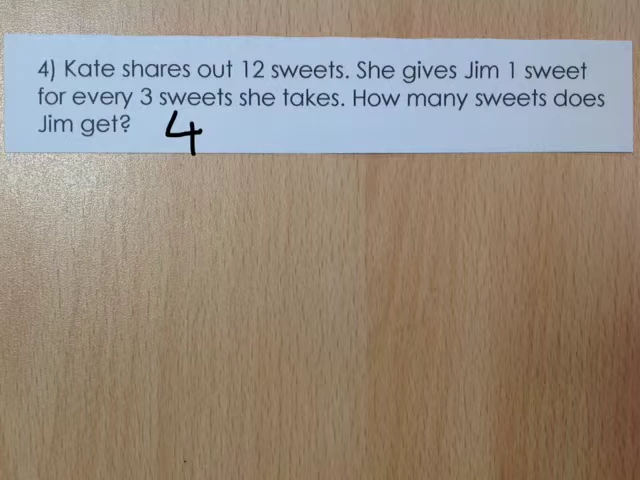 4) Kate shares out 12 sweets. She gives Jim 1 sweet
for every 3 sweets she takes. How many sweets does
Jim get? 4